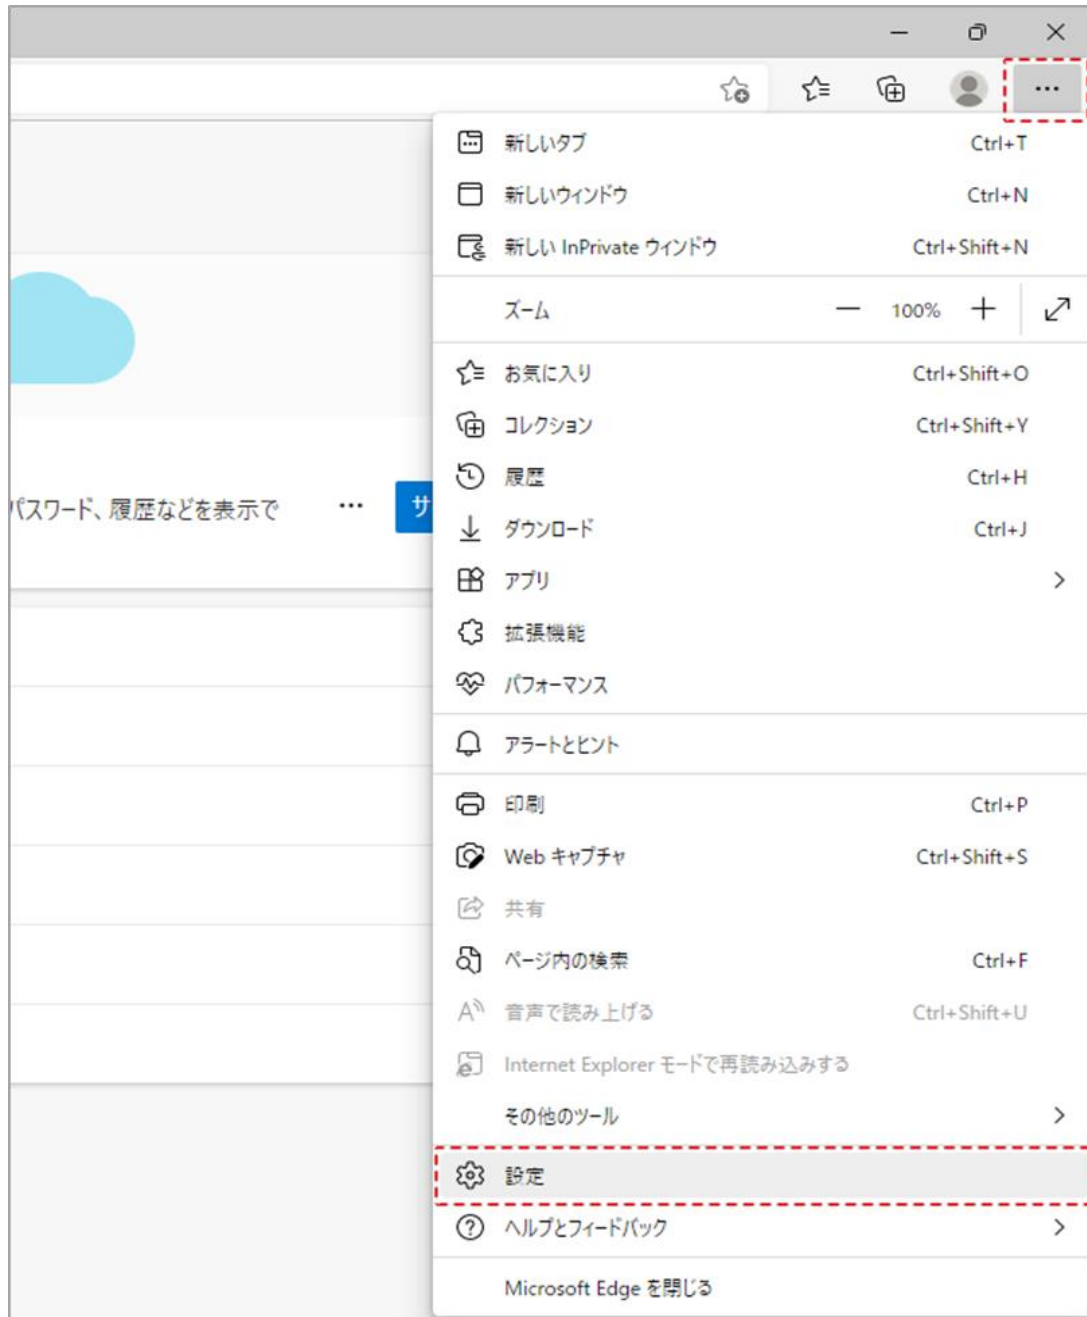 新しいタブ Ctrl+T
新しいウィンドウ Ctrl+N
新しい InPrivate ウィンドウ Ctrl+Shift+N
ズーム 100%
お気に入り Ctrl+Shift+O
コレクション Ctrl+Shift+Y
履歴 Ctrl+H
パスワード、履歴などを表示で ... サ
ダウンロード Ctrl+J
アプリ
拡張機能
パフォーマンス
アラートとヒント
印刷 Ctrl+P
Web キャプチャ Ctrl+Shift+S
共有
ページ内の検索 Ctrl+F
音声で読み上げる Ctrl+Shift+U
Internet Explorer モードで再読み込みする
その他のツール
設定
ヘルプとフィードバック
Microsoft Edge を閉じる